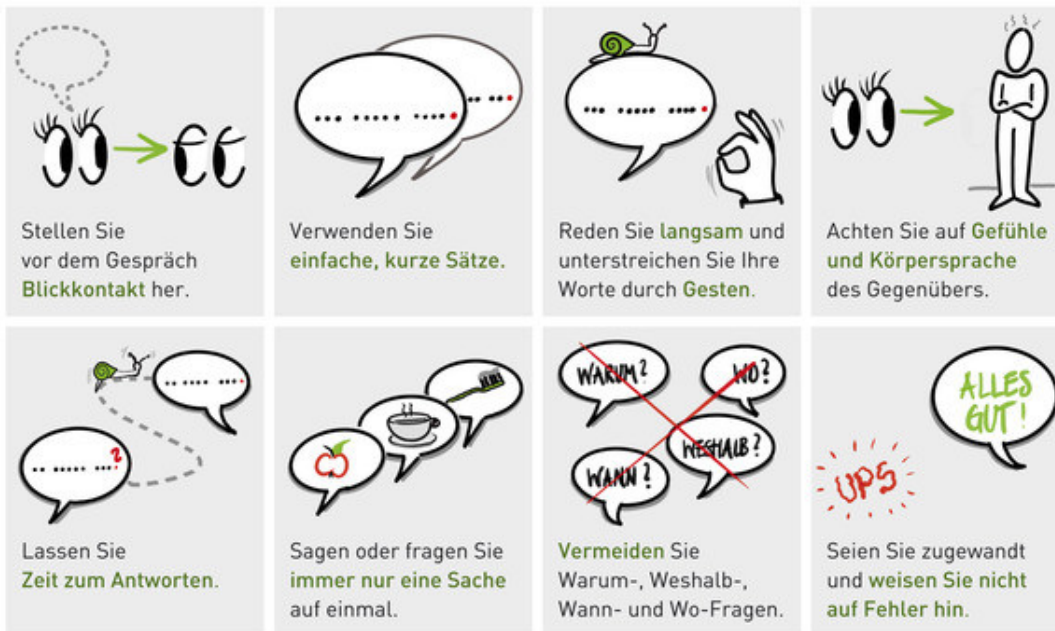 Stellen Sie
vor dem Gespräch
Blickkontakt her.
Verwenden Sie
einfache, kurze Sätze.
Reden Sie langsam und
unterstreichen Sie Ihre
Worte durch Gesten.
Achten Sie auf Gefühle
und Körpersprache
des Gegenübers.
?
Lassen Sie
Zeit zum Antworten.
Sagen oder fragen Sie
immer nur eine Sache
auf einmal.
WARUM?
WO?
WESHALB?
WANN?
Vermeiden Sie
Warum-, Weshalb-,
Wann- und Wo-Fragen.
ALLES
GUT!
UPS
Seien Sie zugewandt
und weisen Sie nicht
auf Fehler hin.